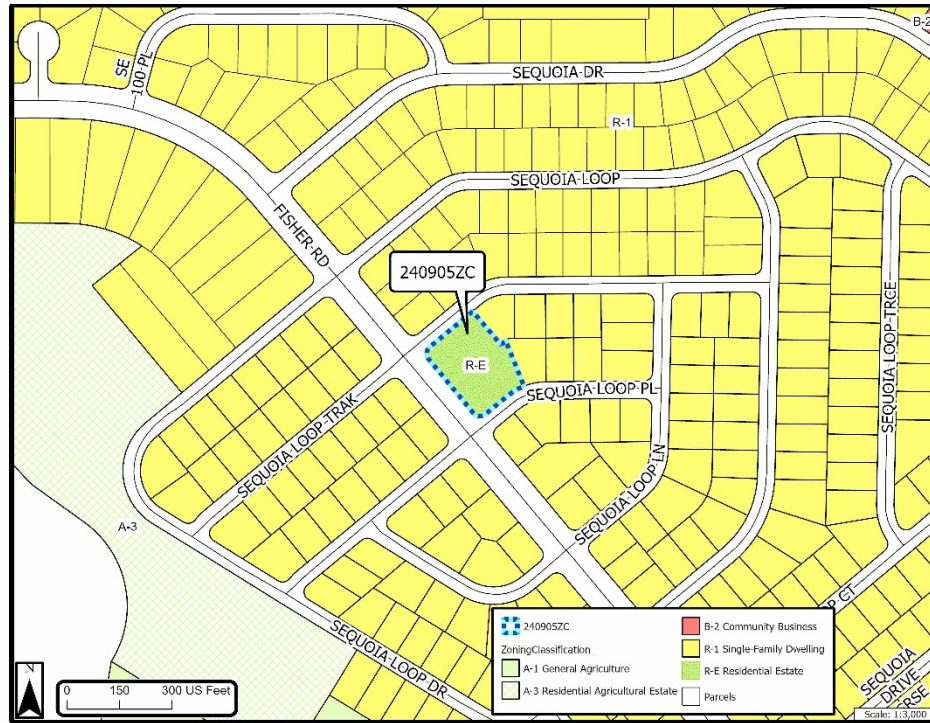 B-2
SE
100 PL
SEQUOIA DR
R-1
SEQUOIA LOOP
FISHER RD
240905ZC
SEQUOIA LOOP TRCE
R-E
SEQUOIA LOOP PL
SEQUOIA LOOP TRAK
SEQUOIA LOOP LN
A-3
CT
SEQUOIA LOOP DR
SEQUOIA
DRIVE
CRSE
240905ZC
ZoningClassification
A-1 General Agriculture
A-3 Residential Agricultural Estate
B-2 Community Business
R-1 Single-Family Dwelling
R-E Residential Estate
Parcels
N
0 150 300 US Feet
Scale: 1:3,000